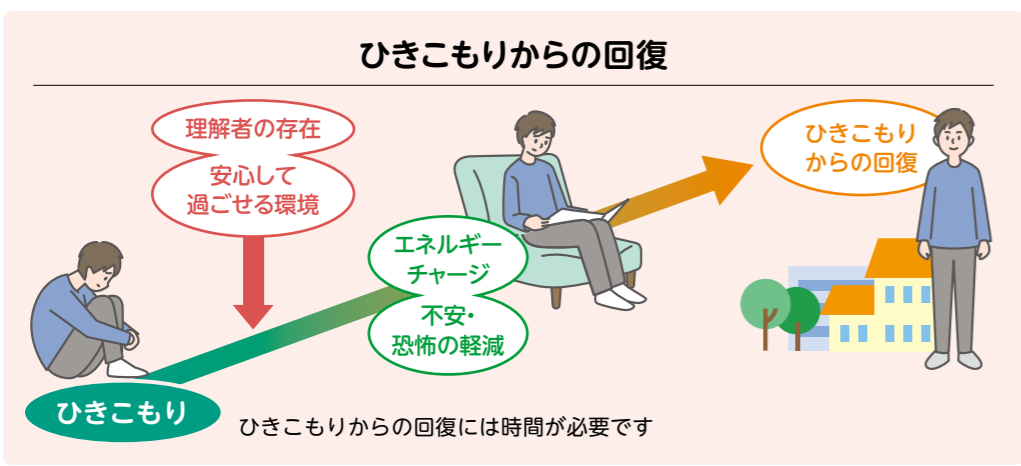 ひきこもりからの回復
理解者の存在
安心して
過ごせる環境
ひきこもり
からの回復
エネルギー
チャージ
不安・
恐怖の軽減
ひきこもり
ひきこもりからの回復には時間が必要です